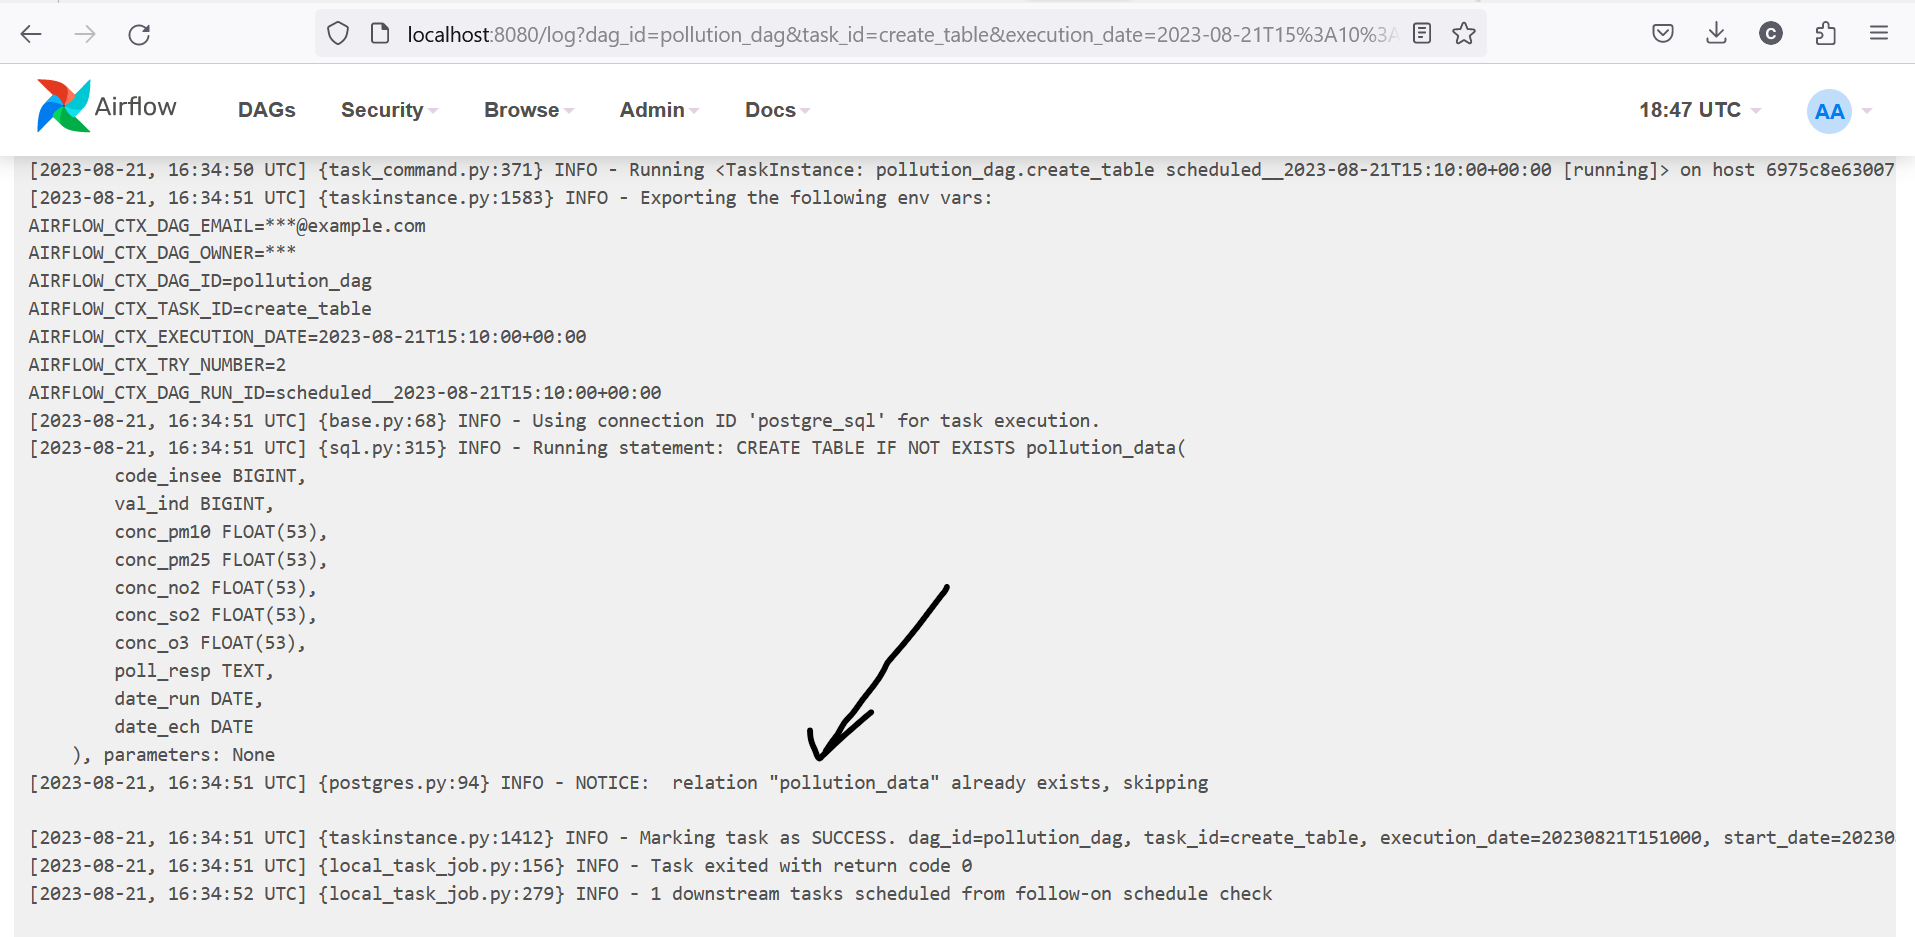 localhost:8080/log?dag_id=pollution_dag&task_id=create_table&execution_date=2023-08-21T15%3A10%3A
C
Airflow DAGs Security Browse Admin Docs 18:47 UTC AA
[2023-08-21, 16:34:50 UTC] {task_command.py:371} INFO - Running <TaskInstance: pollution_dag.create_table scheduled__2023-08-21T15:10:00+00:00 [running]> on host 6975c8e63007
[2023-08-21, 16:34:51 UTC] {taskinstance.py:1583} INFO - Exporting the following env vars:
AIRFLOW_CTX_DAG_EMAIL=***@example.com
AIRFLOW_CTX_DAG_OWNER=***
AIRFLOW_CTX_DAG_ID=pollution_dag
AIRFLOW_CTX_TASK_ID=create_table
AIRFLOW_CTX_EXECUTION_DATE=2023-08-21T15:10:00+00:00
AIRFLOW_CTX_TRY_NUMBER=2
AIRFLOW_CTX_DAG_RUN_ID=scheduled__2023-08-21T15:10:00+00:00
[2023-08-21, 16:34:51 UTC] {base.py:68} INFO - Using connection ID 'postgre_sql' for task execution.
[2023-08-21, 16:34:51 UTC] {sql.py:315} INFO - Running statement: CREATE TABLE IF NOT EXISTS pollution_data(
code_insee BIGINT,
val_ind BIGINT,
conc_pm10 FLOAT(53),
conc_pm25 FLOAT(53),
conc_no2 FLOAT(53),
conc_so2 FLOAT(53),
conc_o3 FLOAT(53),
poll_resp TEXT,
date_run DATE,
date_ech DATE
), parameters: None
[2023-08-21, 16:34:51 UTC] {postgres.py:94} INFO - NOTICE:  relation "pollution_data" already exists, skipping
[2023-08-21, 16:34:51 UTC] {taskinstance.py:1412} INFO - Marking task as SUCCESS. dag_id=pollution_dag, task_id=create_table, execution_date=20230821T151000, start_date=20230
[2023-08-21, 16:34:51 UTC] {local_task_job.py:156} INFO - Task exited with return code 0
[2023-08-21, 16:34:52 UTC] {local_task_job.py:279} INFO - 1 downstream tasks scheduled from follow-on schedule check